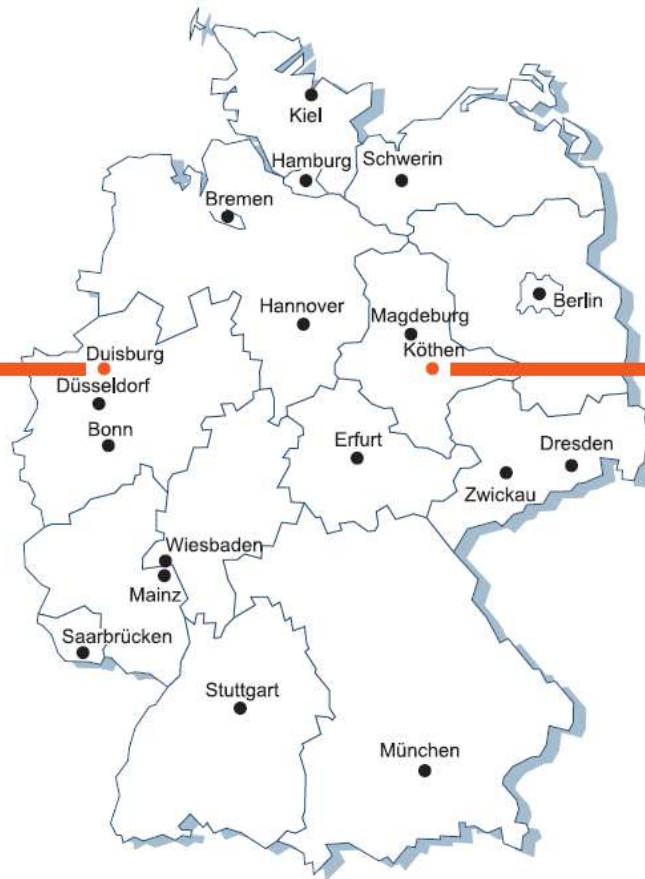 Kiel
Hamburg
Schwerin
Bremen
Berlin
Hannover
Magdeburg
Duisburg
Köthen
Düsseldorf
Bonn
Erfurt
Dresden
Zwickau
Wiesbaden
Mainz
Saarbrücken
Stuttgart
München